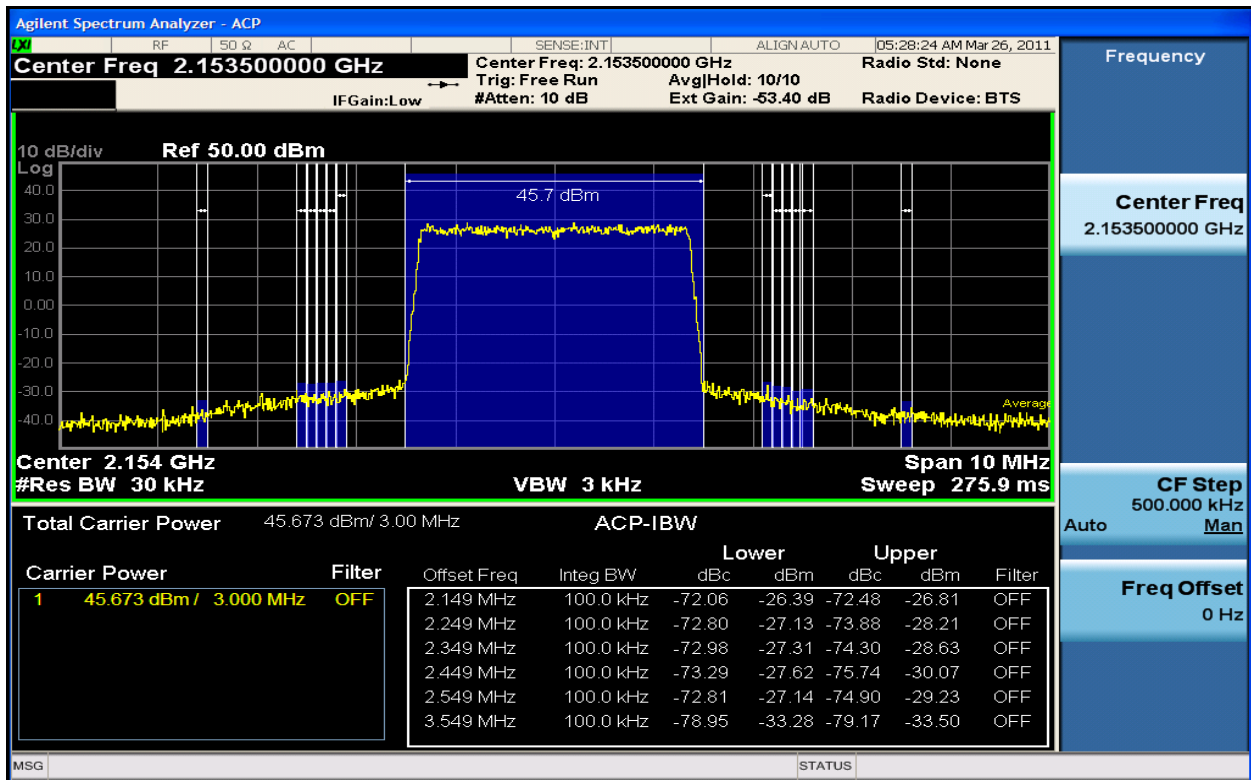 Agilent Spectrum Analyzer - ACP
LXI RF 50 Ω AC SENSE:INT ALIGN AUTO 05:28:24 AM Mar 26, 2011
Center Freq 2.153500000 GHz
Center Freq: 2.153500000 GHz Radio Std: None
Trig: Free Run Avg|Hold: 10/10
IFGain:Low #Atten: 10 dB Ext Gain: -53.40 dB Radio Device: BTS
10 dB/div Ref 50.00 dBm
Log
40.0
30.0
20.0
10.0
0.00
-10.0
-20.0
-30.0
-40.0
45.7 dBm
Average
Center 2.154 GHz Span 10 MHz
#Res BW 30 kHz VBW 3 kHz Sweep 275.9 ms
Total Carrier Power 45.673 dBm/ 3.00 MHz ACP-IBW
Lower Upper
Carrier Power Filter
1 45.673 dBm / 3.000 MHz OFF
Offset Freq Integ BW dBc dBm dBc dBm Filter
2.149 MHz 100.0 kHz -72.06 -26.39 -72.48 -26.81 OFF
2.249 MHz 100.0 kHz -72.80 -27.13 -73.88 -28.21 OFF
2.349 MHz 100.0 kHz -72.98 -27.31 -74.30 -28.63 OFF
2.449 MHz 100.0 kHz -73.29 -27.62 -75.74 -30.07 OFF
2.549 MHz 100.0 kHz -72.81 -27.14 -74.90 -29.23 OFF
3.549 MHz 100.0 kHz -78.95 -33.28 -79.17 -33.50 OFF
MSG STATUS
Frequency
Center Freq
2.153500000 GHz
CF Step
500.000 kHz
Auto Man
Freq Offset
0 Hz